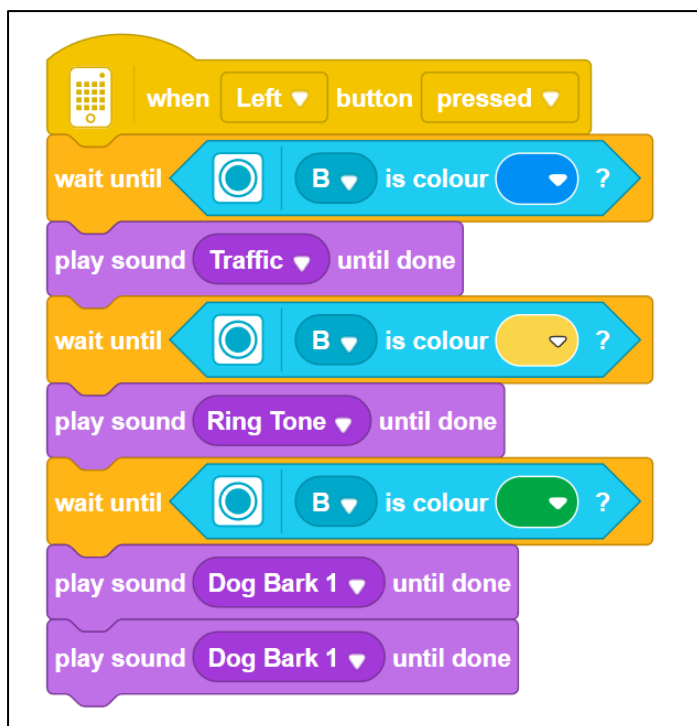 when Left button pressed
wait until B is colour ?
play sound Traffic until done
wait until B is colour ?
play sound Ring Tone until done
wait until B is colour ?
play sound Dog Bark 1 until done
play sound Dog Bark 1 until done